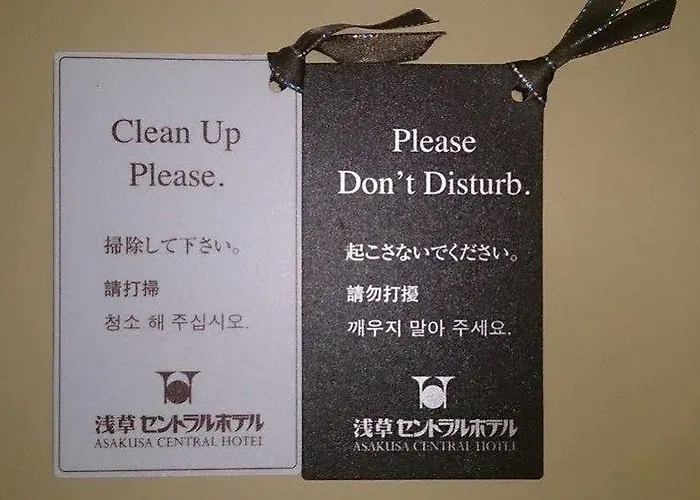 Clean Up
Please.
掃除して下さい。
請打掃
청소 해 주십시오.
浅草 セントラルホテル
ASAKUSA CENTRAL HOTEL
Please
Don't Disturb.
起こさないでください。
請勿打擾
깨우지 말아 주세요.
浅草 セントラルホテル
ASAKUSA CENTRAL HOTEL